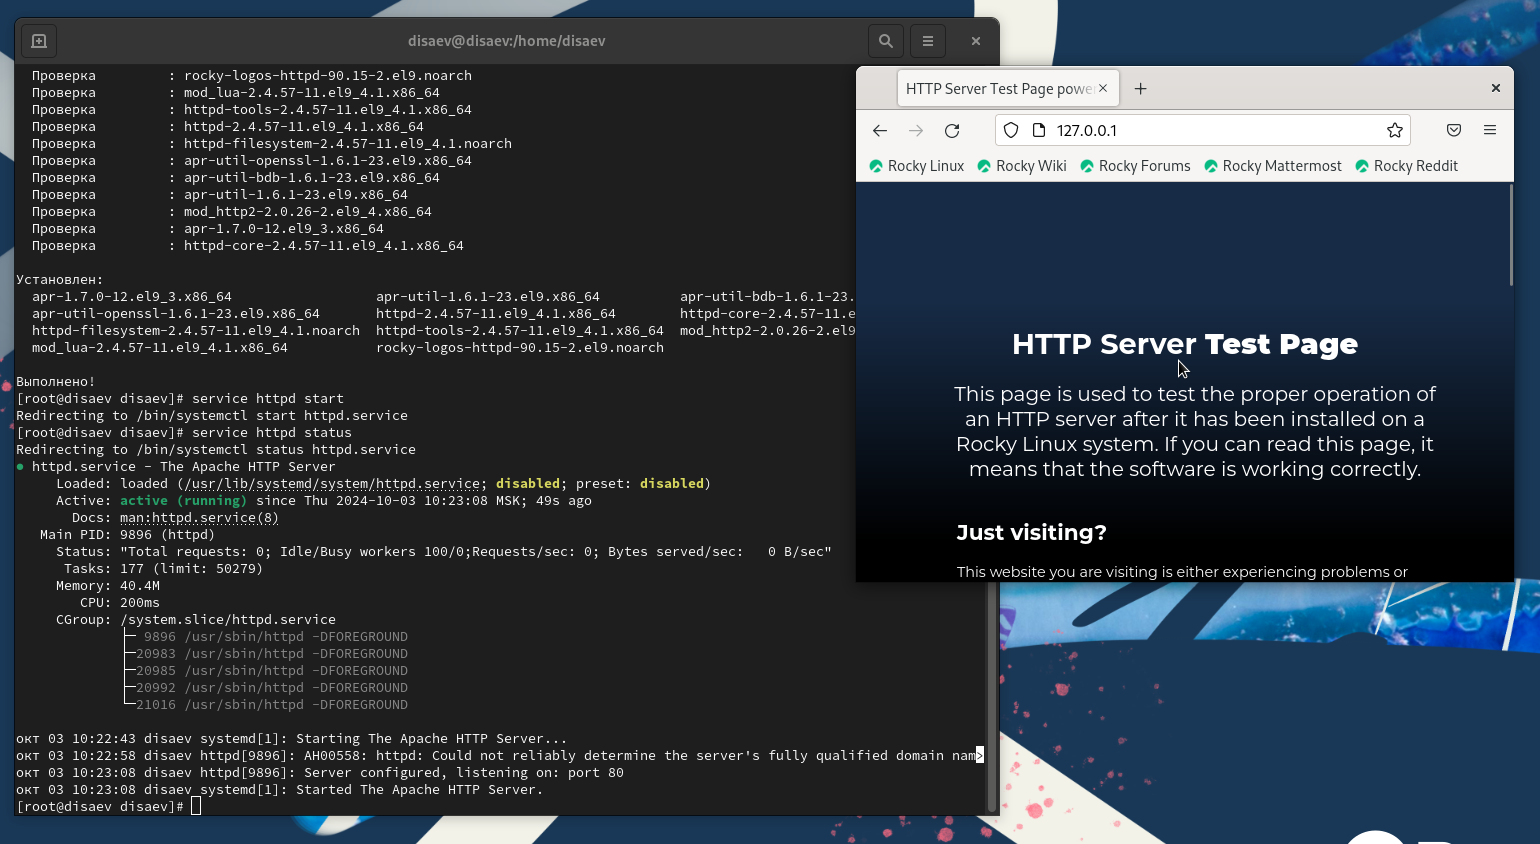 disaev@disaev:/home/disaev
Проверка : rocky-logos-httpd-90.15-2.el9.noarch
Проверка : mod_lua-2.4.57-11.el9_4.1.x86_64
Проверка : httpd-tools-2.4.57-11.el9_4.1.x86_64
Проверка : httpd-2.4.57-11.el9_4.1.x86_64
Проверка : httpd-filesystem-2.4.57-11.el9_4.1.noarch
Проверка : apr-util-openssl-1.6.1-23.el9.x86_64
Проверка : apr-util-bdb-1.6.1-23.el9.x86_64
Проверка : apr-util-1.6.1-23.el9.x86_64
Проверка : mod_http2-2.0.26-2.el9_4.x86_64
Проверка : apr-1.7.0-12.el9_3.x86_64
Проверка : httpd-core-2.4.57-11.el9_4.1.x86_64
Установлен:
apr-1.7.0-12.el9_3.x86_64 apr-util-1.6.1-23.el9.x86_64 apr-util-bdb-1.6.1-23.
apr-util-openssl-1.6.1-23.el9.x86_64 httpd-2.4.57-11.el9_4.1.x86_64 httpd-core-2.4.57-11.e
httpd-filesystem-2.4.57-11.el9_4.1.noarch httpd-tools-2.4.57-11.el9_4.1.x86_64 mod_http2-2.0.26-2.el9
mod_lua-2.4.57-11.el9_4.1.x86_64 rocky-logos-httpd-90.15-2.el9.noarch
Выполнено!
[root@disaev disaev]# service httpd start
Redirecting to /bin/systemctl start httpd.service
[root@disaev disaev]# service httpd status
Redirecting to /bin/systemctl status httpd.service
● httpd.service - The Apache HTTP Server
Loaded: loaded (/usr/lib/systemd/system/httpd.service; disabled; preset: disabled)
Active: active (running) since Thu 2024-10-03 10:23:08 MSK; 49s ago
Docs: man:httpd.service(8)
Main PID: 9896 (httpd)
Status: "Total requests: 0; Idle/Busy workers 100/0;Requests/sec: 0; Bytes served/sec: 0 B/sec"
Tasks: 177 (limit: 50279)
Memory: 40.4M
CPU: 200ms
CGroup: /system.slice/httpd.service
├─ 9896 /usr/sbin/httpd -DFOREGROUND
├─20983 /usr/sbin/httpd -DFOREGROUND
├─20985 /usr/sbin/httpd -DFOREGROUND
├─20992 /usr/sbin/httpd -DFOREGROUND
└─21016 /usr/sbin/httpd -DFOREGROUND
окт 03 10:22:43 disaev systemd[1]: Starting The Apache HTTP Server...
окт 03 10:22:58 disaev httpd[9896]: AH00558: httpd: Could not reliably determine the server's fully qualified domain nam>
окт 03 10:23:08 disaev httpd[9896]: Server configured, listening on: port 80
окт 03 10:23:08 disaev systemd[1]: Started The Apache HTTP Server.
[root@disaev disaev]#
HTTP Server Test Page powe
127.0.0.1
Rocky Linux Rocky Wiki Rocky Forums Rocky Mattermost Rocky Reddit
HTTP Server Test Page
This page is used to test the proper operation of
an HTTP server after it has been installed on a
Rocky Linux system. If you can read this page, it
means that the software is working correctly.
Just visiting?
This website you are visiting is either experiencing problems or